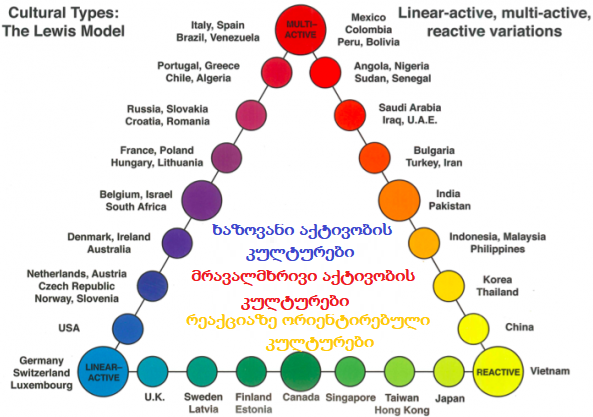 Cultural Types:
The Lewis Model
Linear-active, multi-active,
reactive variations
MULTI-
ACTIVE
Italy, Spain
Brazil, Venezuela
Mexico
Colombia
Peru, Bolivia
Portugal, Greece
Chile, Algeria
Angola, Nigeria
Sudan, Senegal
Russia, Slovakia
Croatia, Romania
Saudi Arabia
Iraq, U.A.E.
France, Poland
Hungary, Lithuania
Bulgaria
Turkey, Iran
Belgium, Israel
South Africa
India
Pakistan
ხაზოვანი აქტივობის
კულტურები
Denmark, Ireland
Australia
Indonesia, Malaysia
Philippines
მრავალმხრივი აქტივობის
კულტურები
Netherlands, Austria
Czech Republic
Norway, Slovenia
Korea
Thailand
რეაქციაზე ორიენტირებული
კულტურები
USA
China
Germany
Switzerland
Luxembourg
LINEAR-
ACTIVE
U.K.
Sweden
Latvia
Finland
Estonia
Canada
Singapore
Taiwan
Hong Kong
Japan
REACTIVE
Vietnam